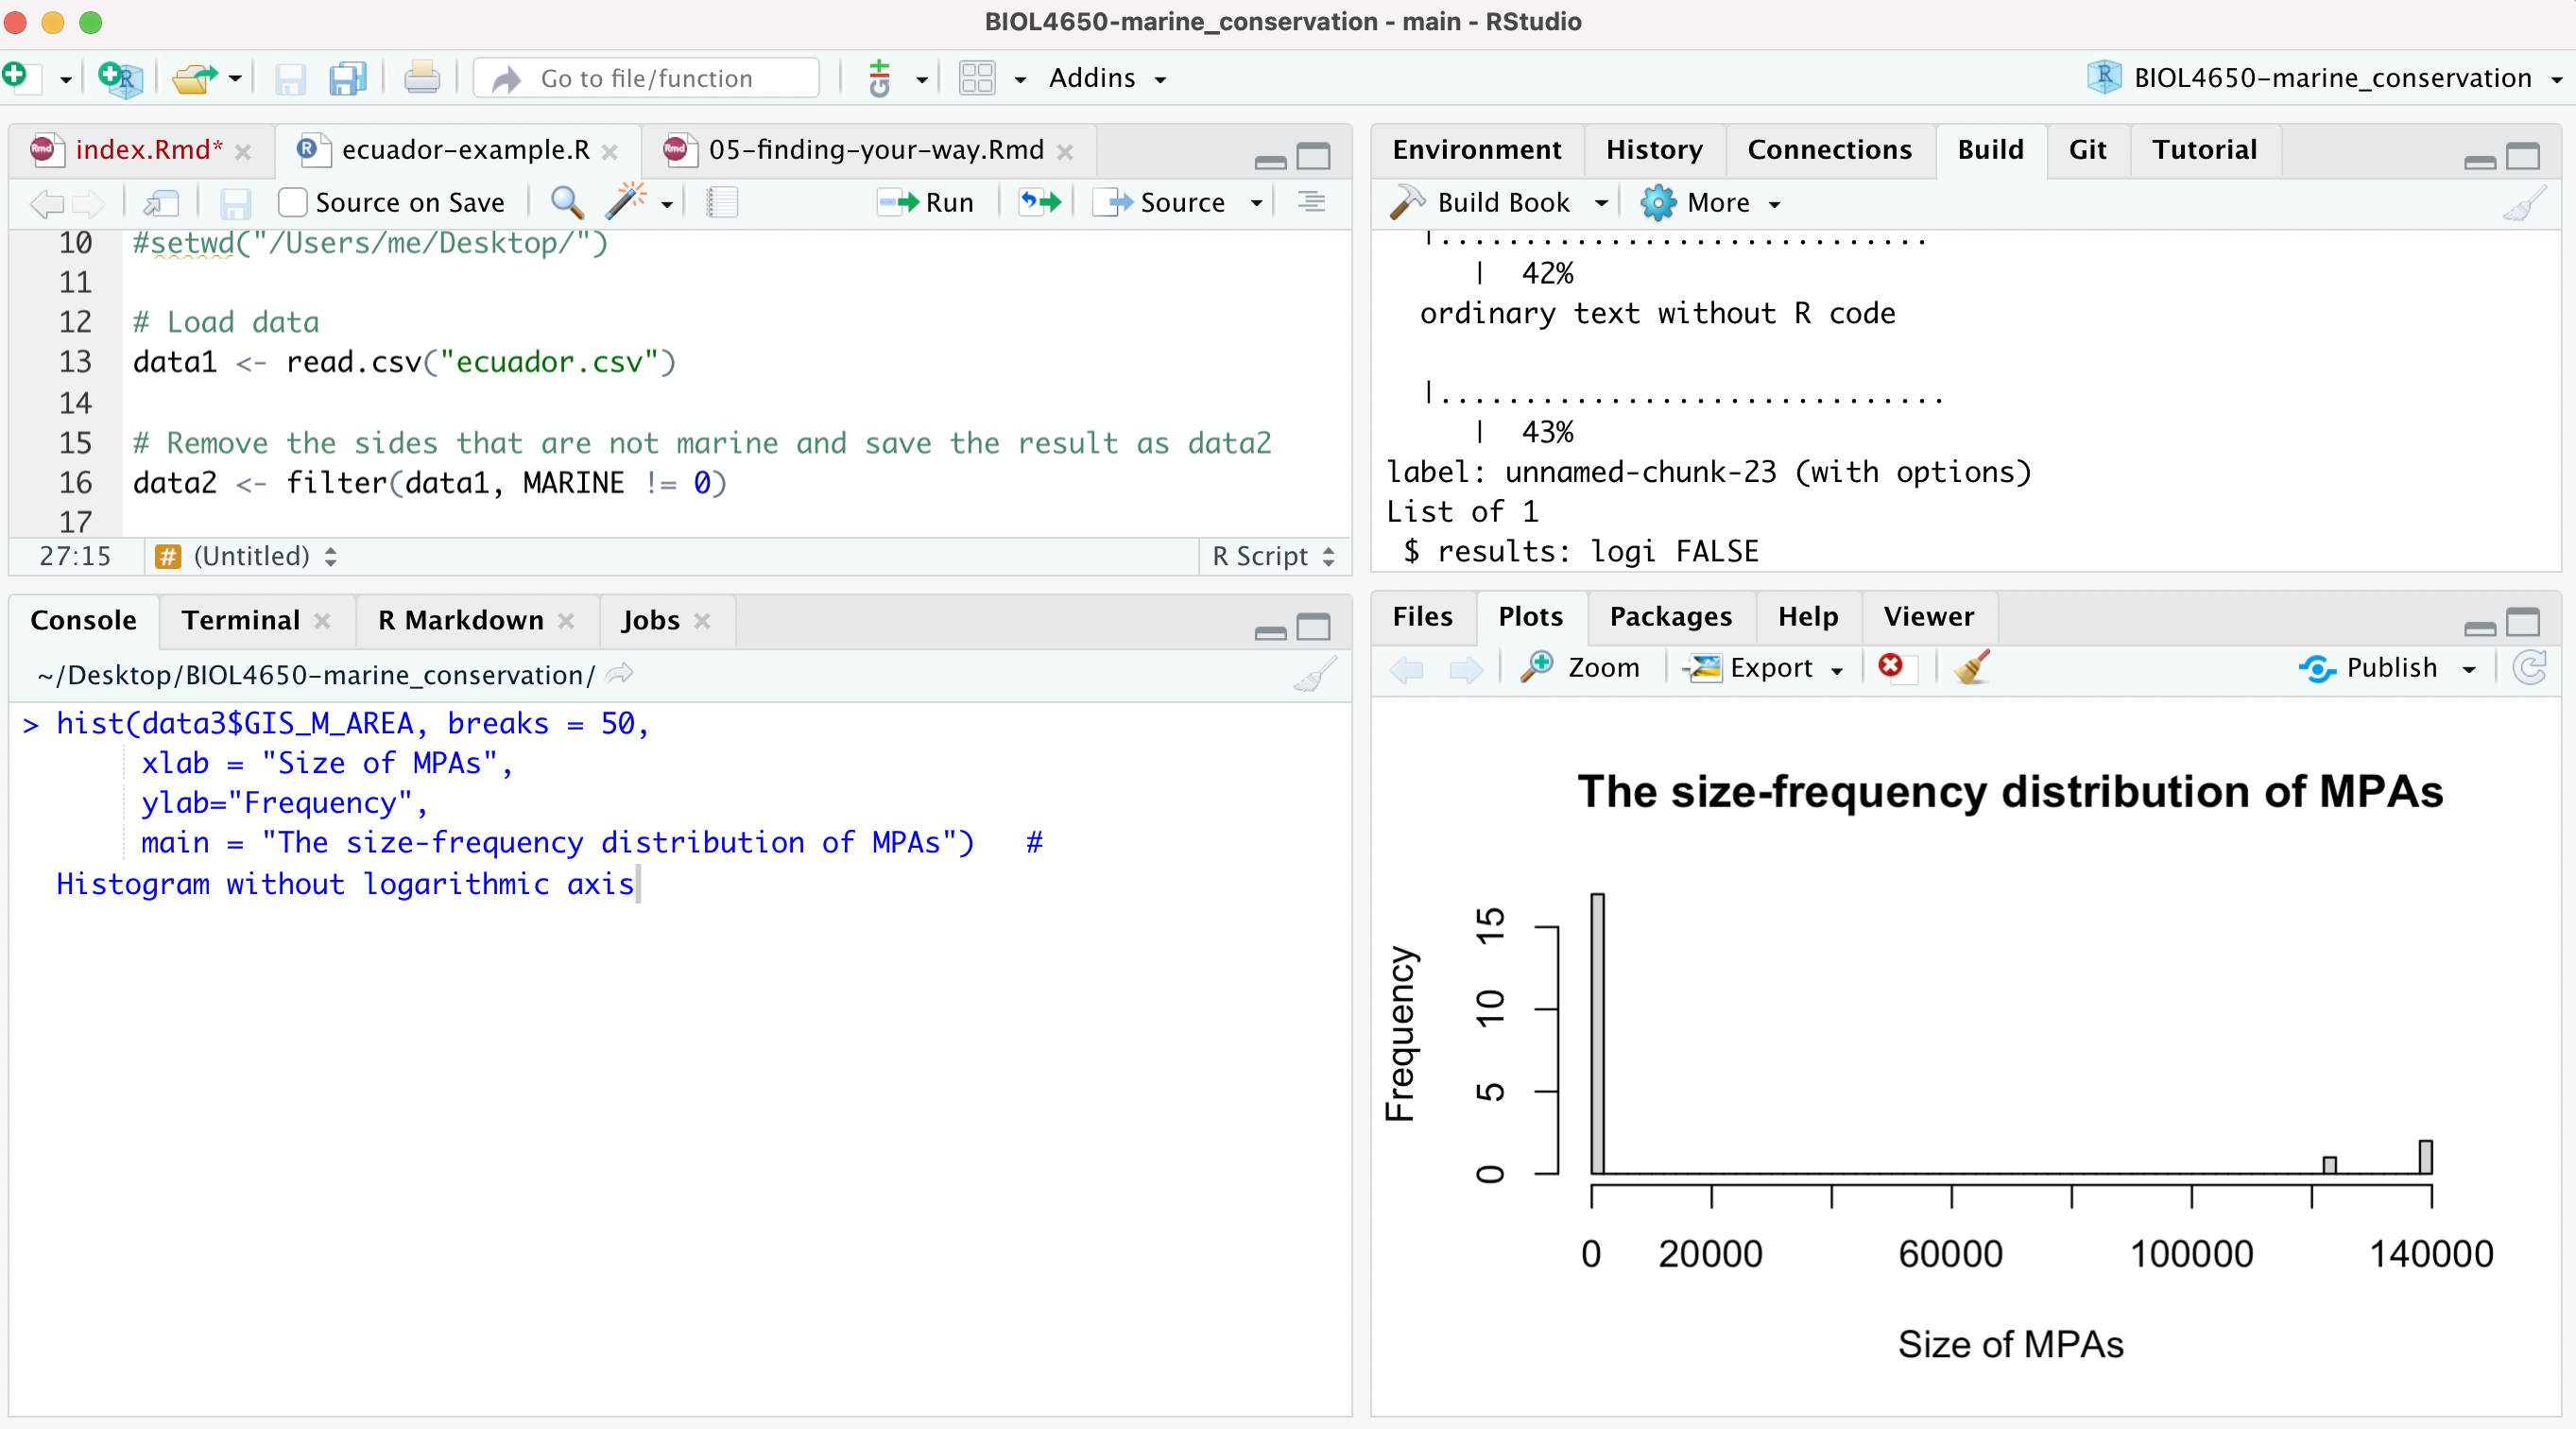 BIOL4650-marine_conservation - main - RStudio
Go to file/function
Addins
BIOL4650-marine_conservation
index.Rmd*
ecuador-example.R
05-finding-your-way.Rmd
Source on Save
Run
Source
10 #setwd("/Users/me/Desktop/")
11
12 # Load data
13 data1 <- read.csv("ecuador.csv")
14
15 # Remove the sides that are not marine and save the result as data2
16 data2 <- filter(data1, MARINE != 0)
17
27:15
# (Untitled)
R Script
Environment
History
Connections
Build
Git
Tutorial
Build Book
More
|.............................
| 42%
ordinary text without R code
|..............................
| 43%
label: unnamed-chunk-23 (with options)
List of 1
$ results: logi FALSE
Console
Terminal
R Markdown
Jobs
~/Desktop/BIOL4650-marine_conservation/
> hist(data3$GIS_M_AREA, breaks = 50,
xlab = "Size of MPAs",
ylab="Frequency",
main = "The size-frequency distribution of MPAs")   #
Histogram without logarithmic axis
Files
Plots
Packages
Help
Viewer
Zoom
Export
Publish
The size-frequency distribution of MPAs
Frequency
15
10
5
0
0 20000 60000 100000 140000
Size of MPAs